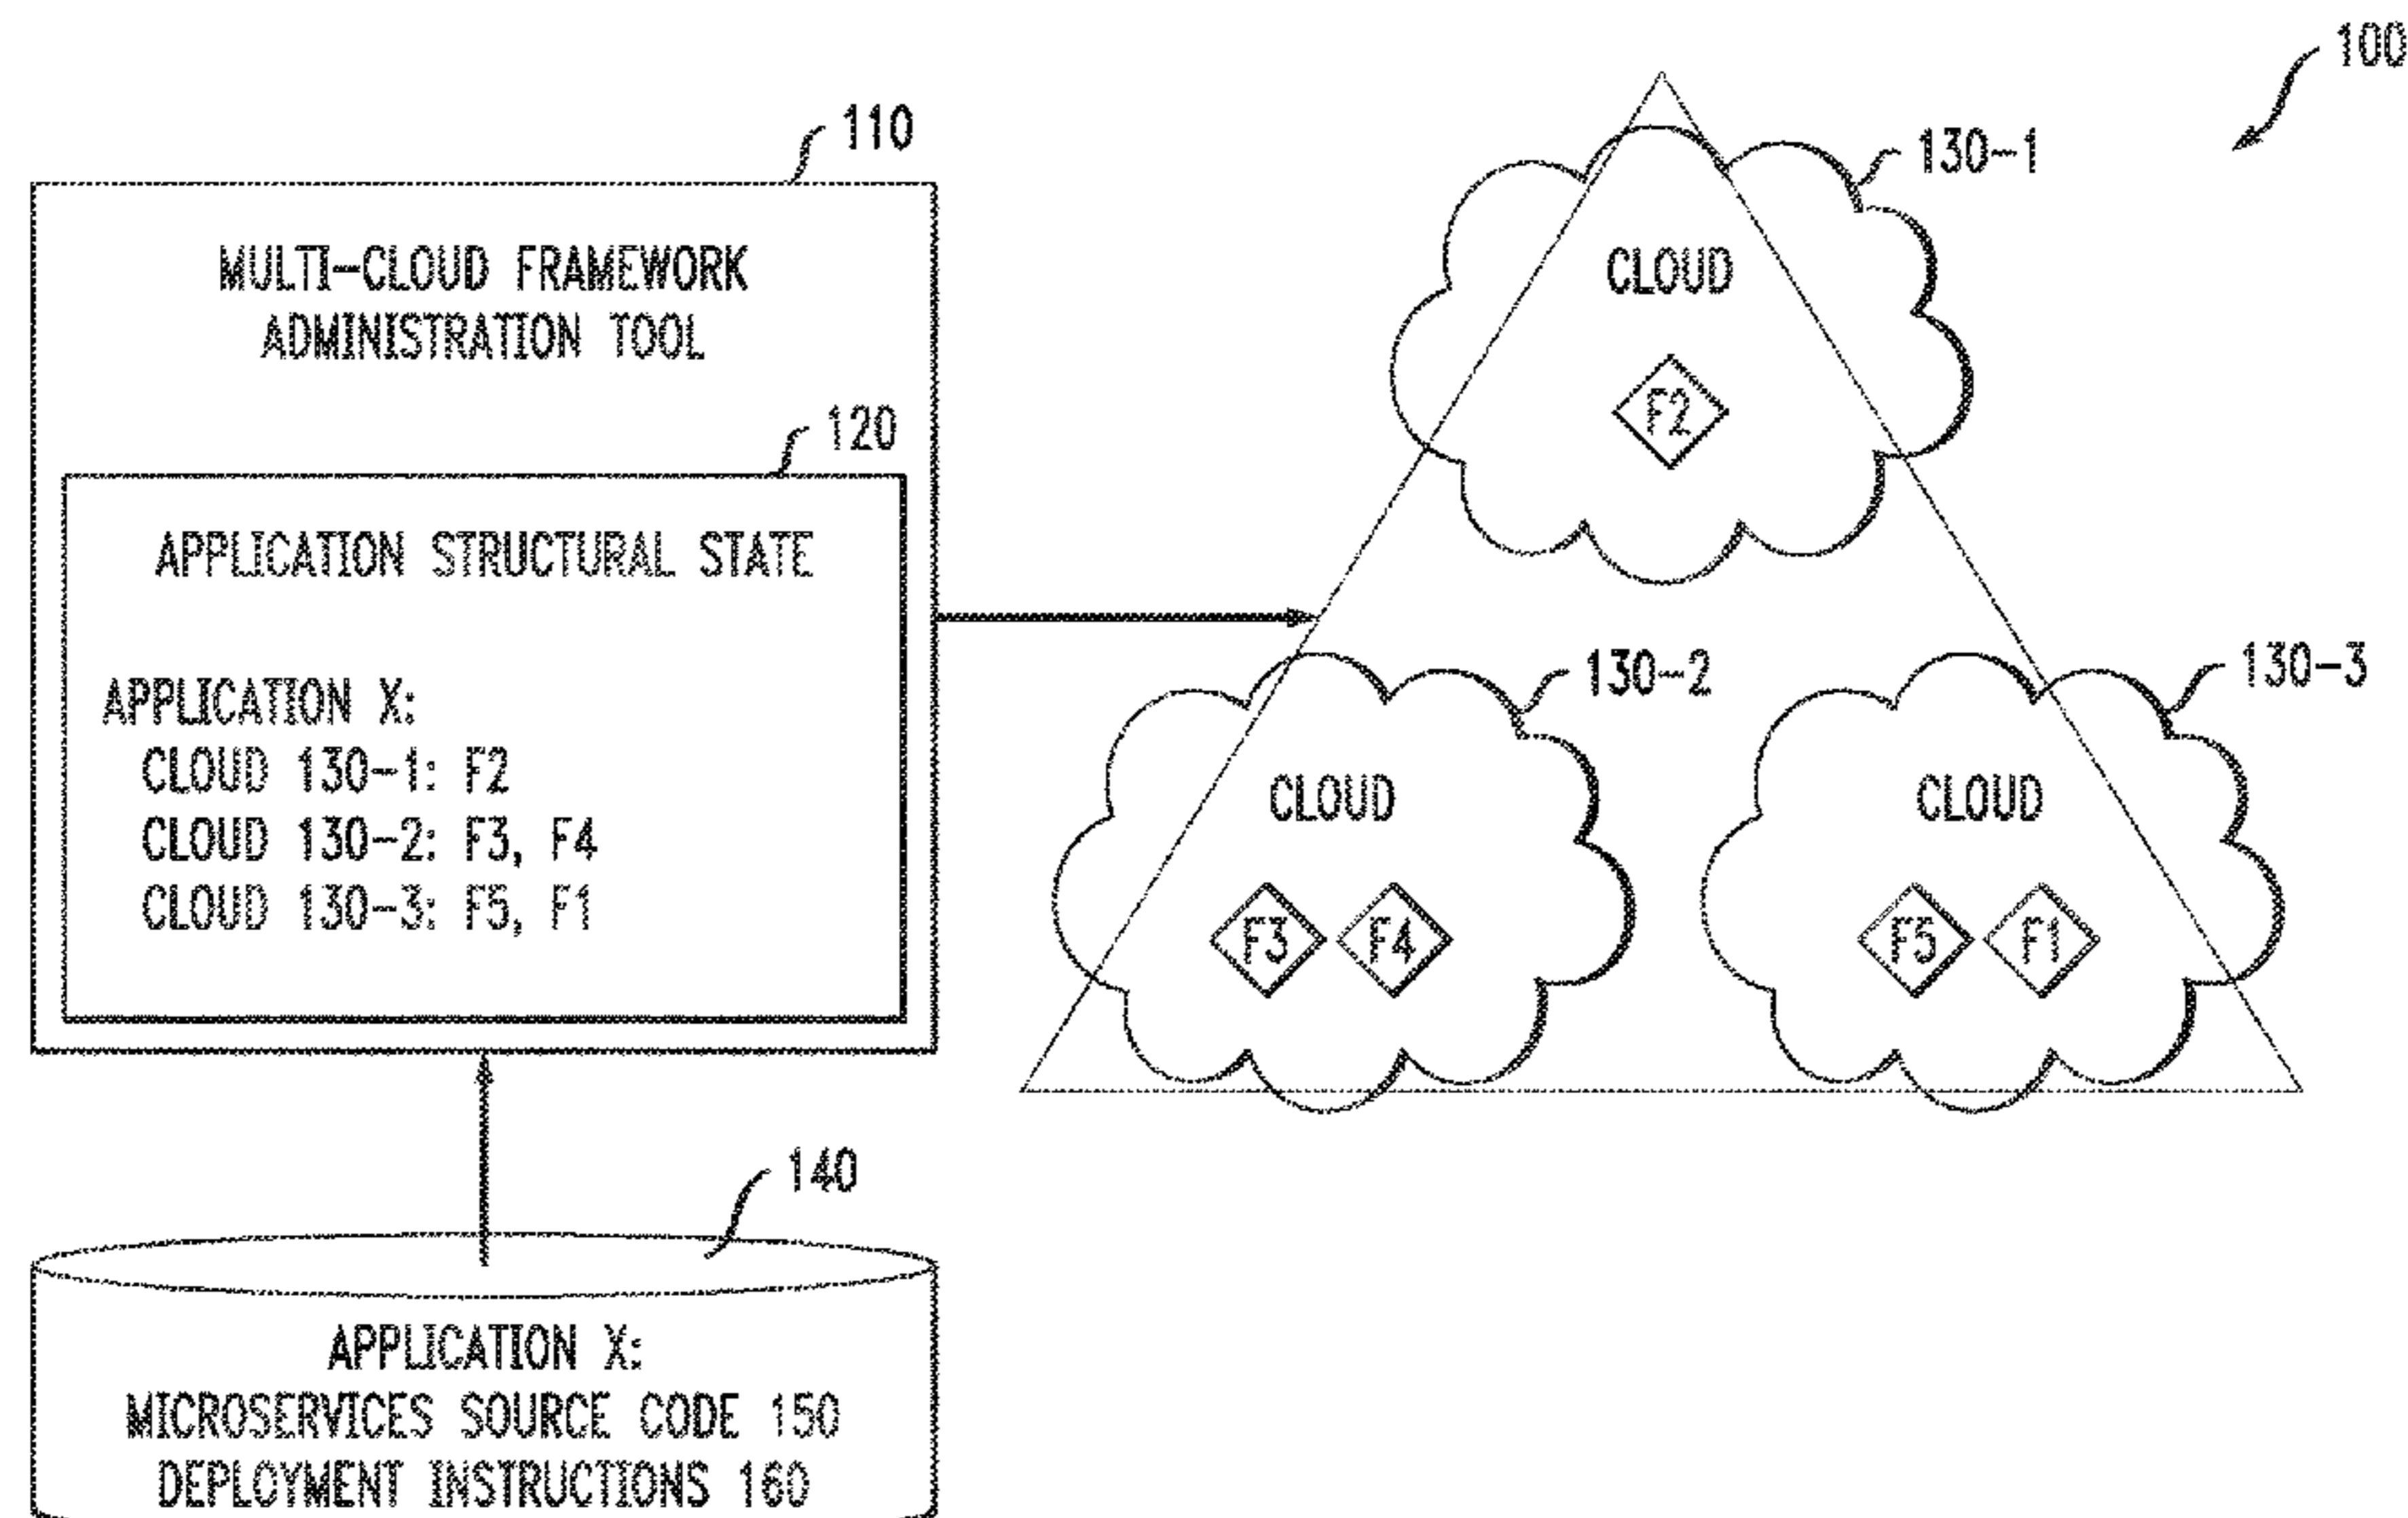 100
110
130-1
MULTI-CLOUD FRAMEWORK
ADMINISTRATION TOOL
CLOUD
F2
120
APPLICATION STRUCTURAL STATE
APPLICATION X:
CLOUD 130-1: F2
CLOUD 130-2: F3, F4
CLOUD 130-3: F5, F1
130-2
CLOUD
F3
F4
130-3
CLOUD
F5
F1
140
APPLICATION X:
MICROSERVICES SOURCE CODE 150
DEPLOYMENT INSTRUCTIONS 160